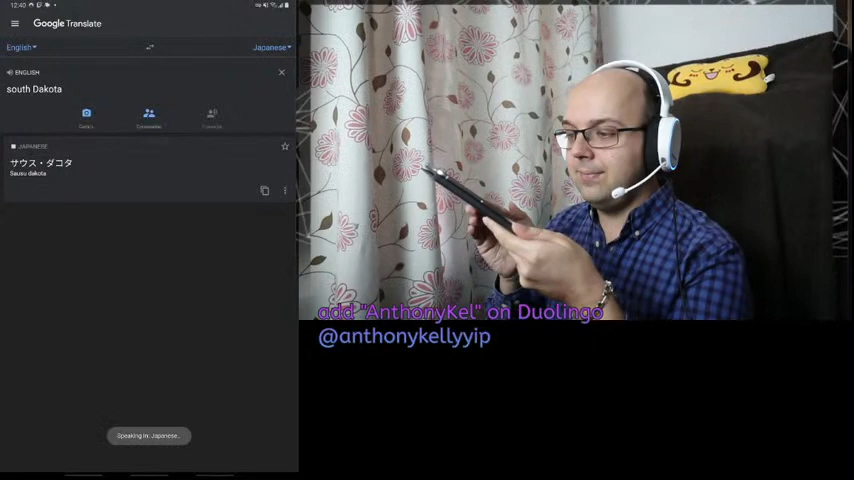 12:40
Google Translate
English
Japanese
ENGLISH
south Dakota
JAPANESE
サウス・ダコタ
Sausu dakota
Speaking in: Japanese...
add "AnthonyKel" on Duolingo
@anthonykellyyip